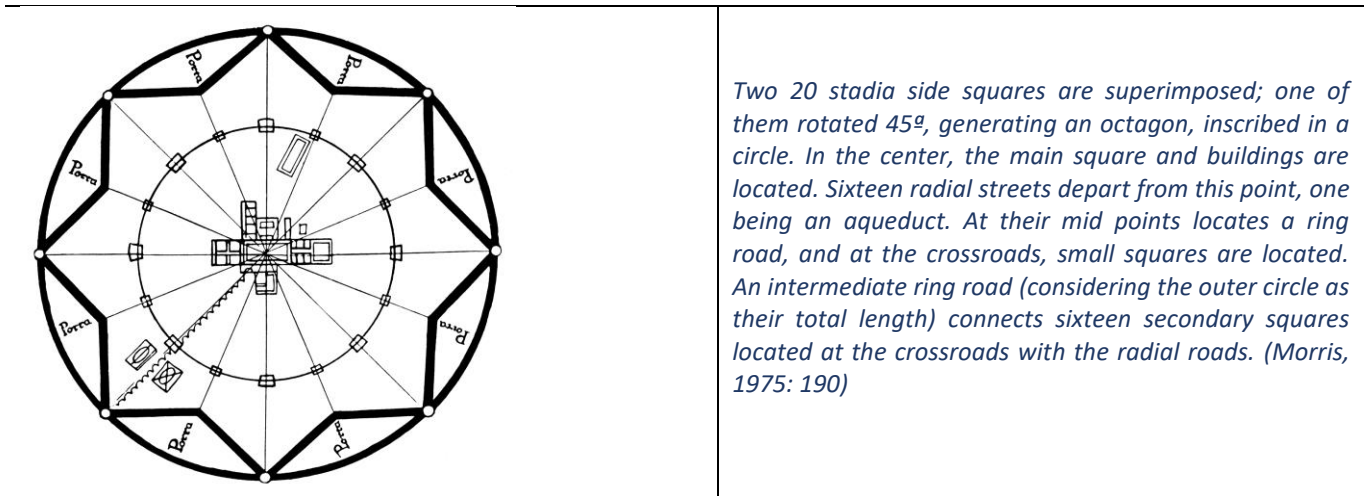 Porta
Porta
Porta
Porta
Porta
Porta
Porta
Porta
Two 20 stadia side squares are superimposed; one of
them rotated 45ª, generating an octagon, inscribed in a
circle. In the center, the main square and buildings are
located. Sixteen radial streets depart from this point, one
being an aqueduct. At their mid points locates a ring
road, and at the crossroads, small squares are located.
An intermediate ring road (considering the outer circle as
their total length) connects sixteen secondary squares
located at the crossroads with the radial roads. (Morris,
1975: 190)